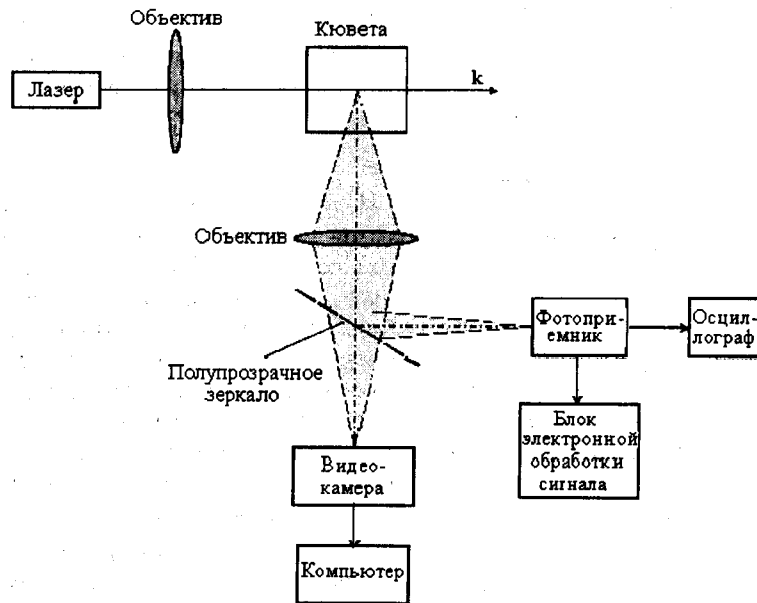 Объектив
Кювета
Лазер
k
Объектив
Фотопри-
емник
Осцил-
лограф
Полупрозрачное
зеркало
Блок
электронной
обработки
сигнала
Видео-
камера
Компьютер